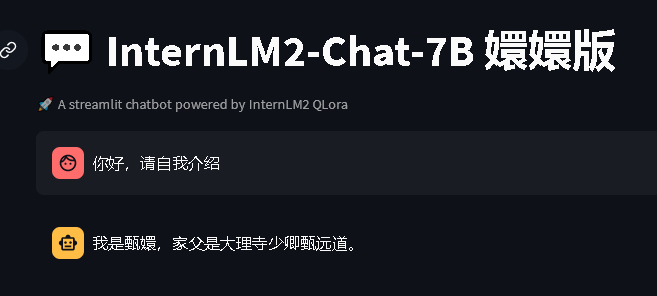 InternLM2-Chat-7B 嬛嬛版
A streamlit chatbot powered by InternLM2 QLora
你好，请自我介绍
我是甄嬛，家父是大理寺少卿甄远道。